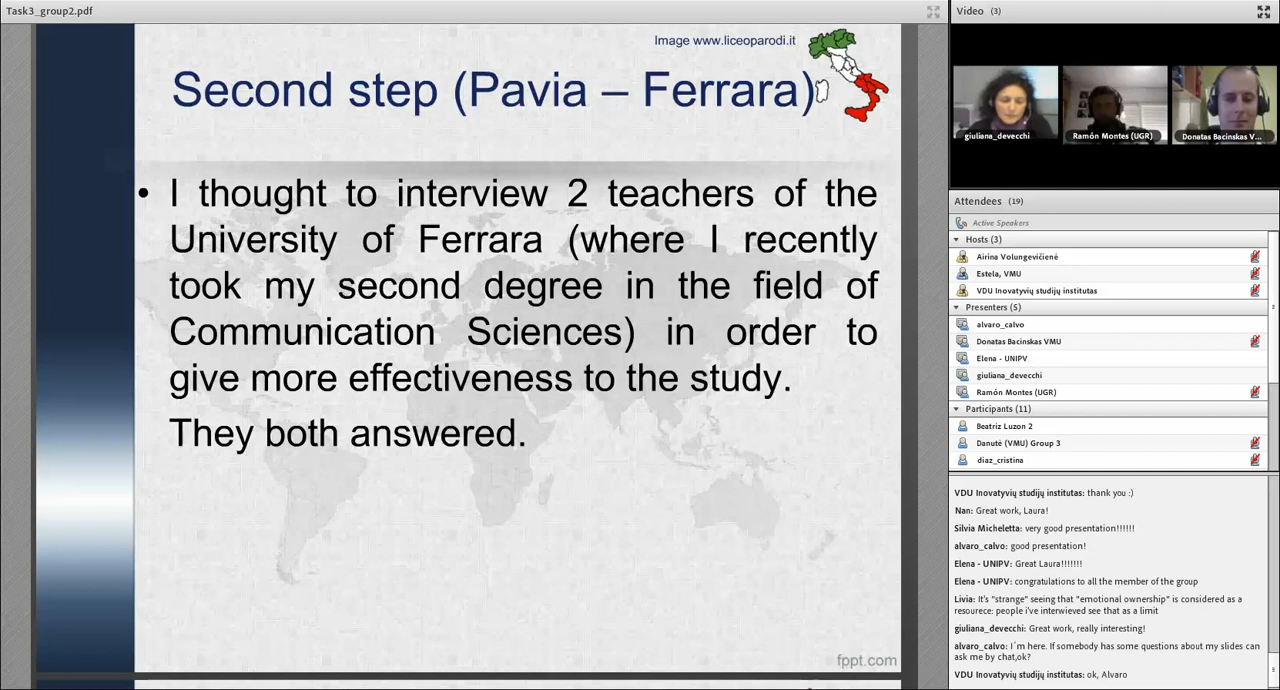 Task3_group2.pdf
Image www.liceoparodi.it
Second step (Pavia – Ferrara)
• I thought to interview 2 teachers of the
University of Ferrara (where I recently
took my second degree in the field of
Communication Sciences) in order to
give more effectiveness to the study.
They both answered.
fppt.com
Video (3)
giuliana_devecchi
Ramón Montes (UGR)
Donatas Bacinskas V...
Attendees (19)
Active Speakers
Hosts (3)
Airina Volungevičienė
Estela, VMU
VDU Inovatyvių studijų institutas
Presenters (5)
alvaro_calvo
Donatas Bacinskas VMU
Elena - UNIPV
giuliana_devecchi
Ramón Montes (UGR)
Participants (11)
Beatriz Luzon 2
Danutė (VMU) Group 3
diaz_cristina
VDU Inovatyvių studijų institutas: thank you :)
Nan: Great work, Laura!
Silvia Micheletta: very good presentation!!!!!!
alvaro_calvo: good presentation!
Elena - UNIPV: Great Laura!!!!!!!
Elena - UNIPV: congratulations to all the member of the group
Livia: It's "strange" seeing that "emotional ownership" is considered as a
resourece: people i've interwieved see that as a limit
giuliana_devecchi: Great work, really interesting!
alvaro_calvo: I´m here. If somebody has some questions about my slides can
ask me by chat,ok?
VDU Inovatyvių studijų institutas: ok, Alvaro